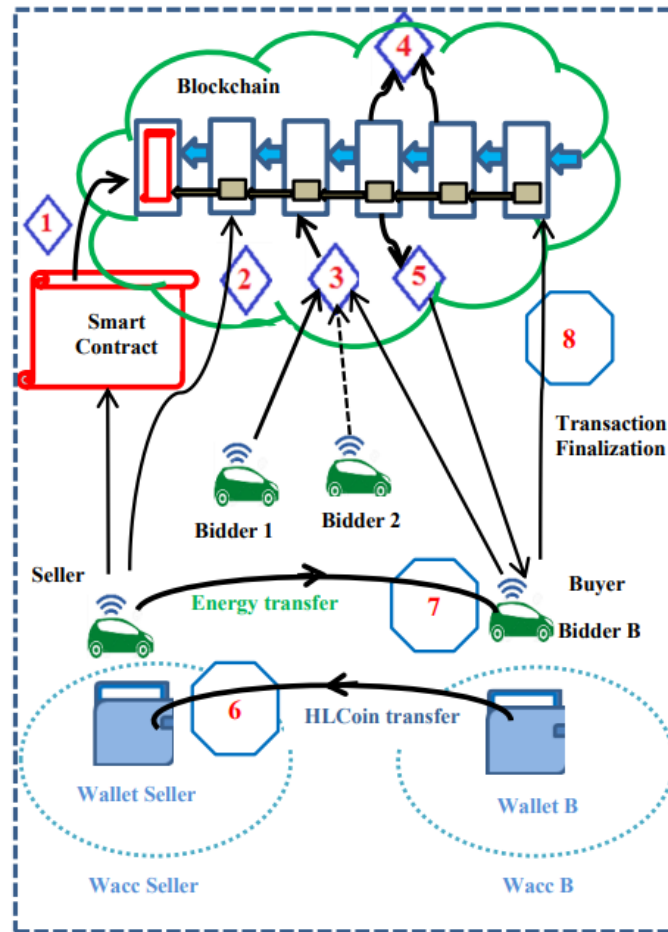 4
Blockchain
1
2
3
5
Smart
Contract
8
Transaction
Finalization
Bidder 1
Bidder 2
Seller
Energy transfer
7
Buyer
Bidder B
6
HLCoin transfer
Wallet Seller
Wallet B
Wacc Seller
Wacc B